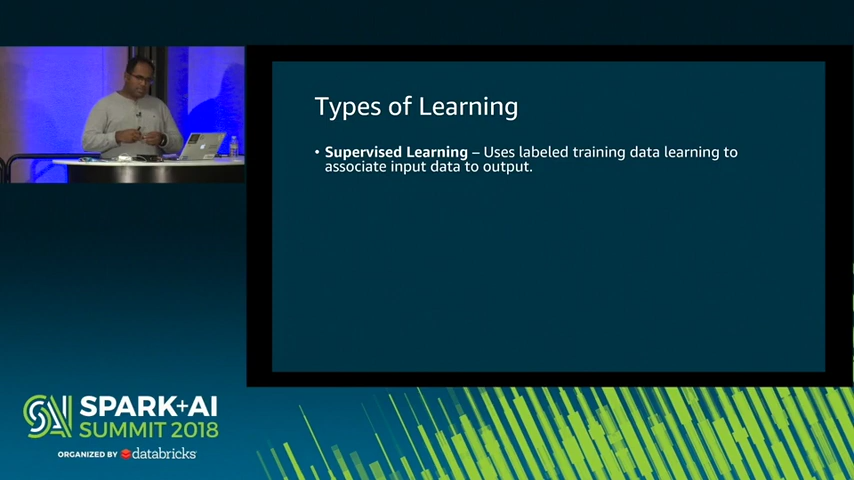 Types of Learning
• Supervised Learning – Uses labeled training data learning to
associate input data to output.
SPARK+AI
SUMMIT 2018
ORGANIZED BY databricks